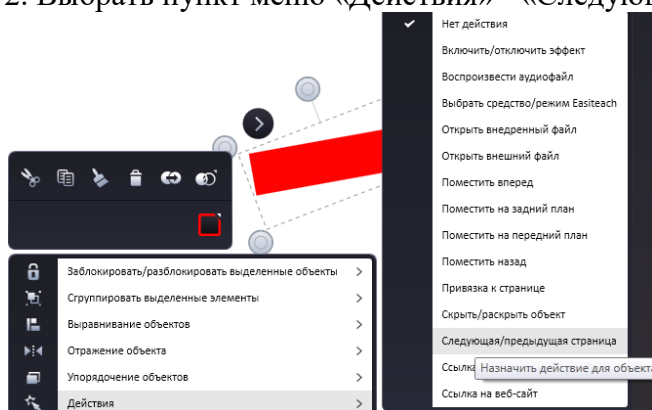 2. Выбрать пункт меню «Действия» - «Следую
Нет действия
Включить/отключить эффект
Воспроизвести аудиофайл
Выбрать средство/режим Easiteach
Открыть внедренный файл
Открыть внешний файл
Поместить вперед
Поместить на задний план
Поместить на передний план
Поместить назад
Привязка к странице
Скрыть/раскрыть объект
Следующая/предыдущая страница
Ссылка
Назначить действие для объекта
Ссылка на веб-сайт
Заблокировать/разблокировать выделенные объекты
Сгруппировать выделенные элементы
Выравнивание объектов
Отражение объекта
Упорядочение объектов
Действия